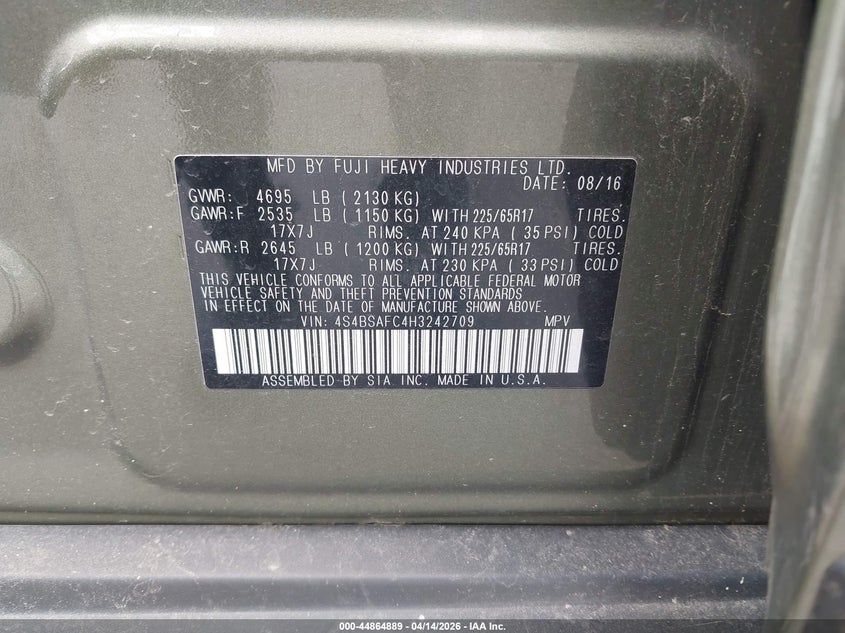 MFD BY FUJI HEAVY INDUSTRIES LTD.
DATE: 08/16
GVWR: 4695 LB ( 2130 KG)
GAWR:F 2535 LB ( 1150 KG) WITH 225/65R17 TIRES.
17X7J RIMS. AT 240 KPA ( 35 PSI) COLD
GAWR:R 2645 LB ( 1200 KG) WITH 225/65R17 TIRES.
17X7J RIMS. AT 230 KPA ( 33 PSI) COLD
THIS VEHICLE CONFORMS TO ALL APPLICABLE FEDERAL MOTOR
VEHICLE SAFETY AND THEFT PREVENTION STANDARDS
IN EFFECT ON THE DATE OF MANUFACTURE SHOWN ABOVE.
VIN: 4S4BSAFC4H3242709 MPV
ASSEMBLED BY SIA INC. MADE IN U.S.A.
000-44864889 - 04/14/2026 - IAA Inc.